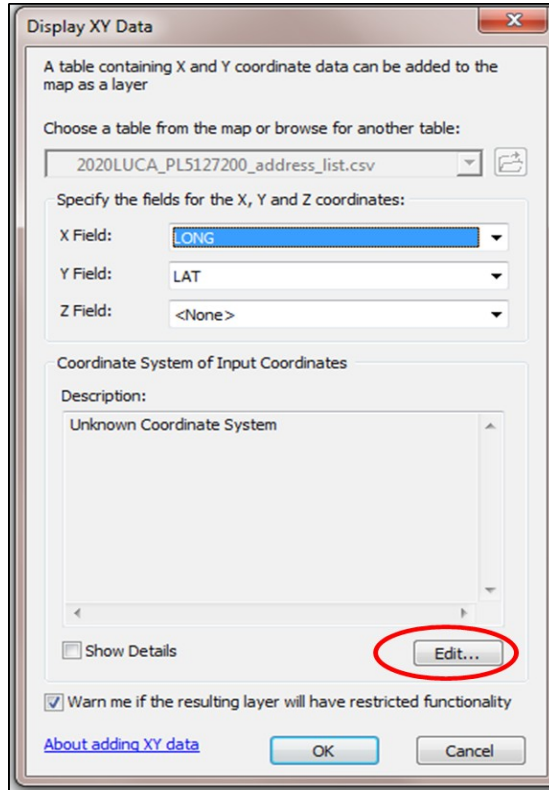 Display XY Data
A table containing X and Y coordinate data can be added to the
map as a layer
Choose a table from the map or browse for another table:
2020LUCA_PL5127200_address_list.csv
Specify the fields for the X, Y and Z coordinates:
X Field:
LONG
Y Field:
LAT
Z Field:
<None>
Coordinate System of Input Coordinates
Description:
Unknown Coordinate System
Show Details
Edit...
Warn me if the resulting layer will have restricted functionality
About adding XY data
OK
Cancel